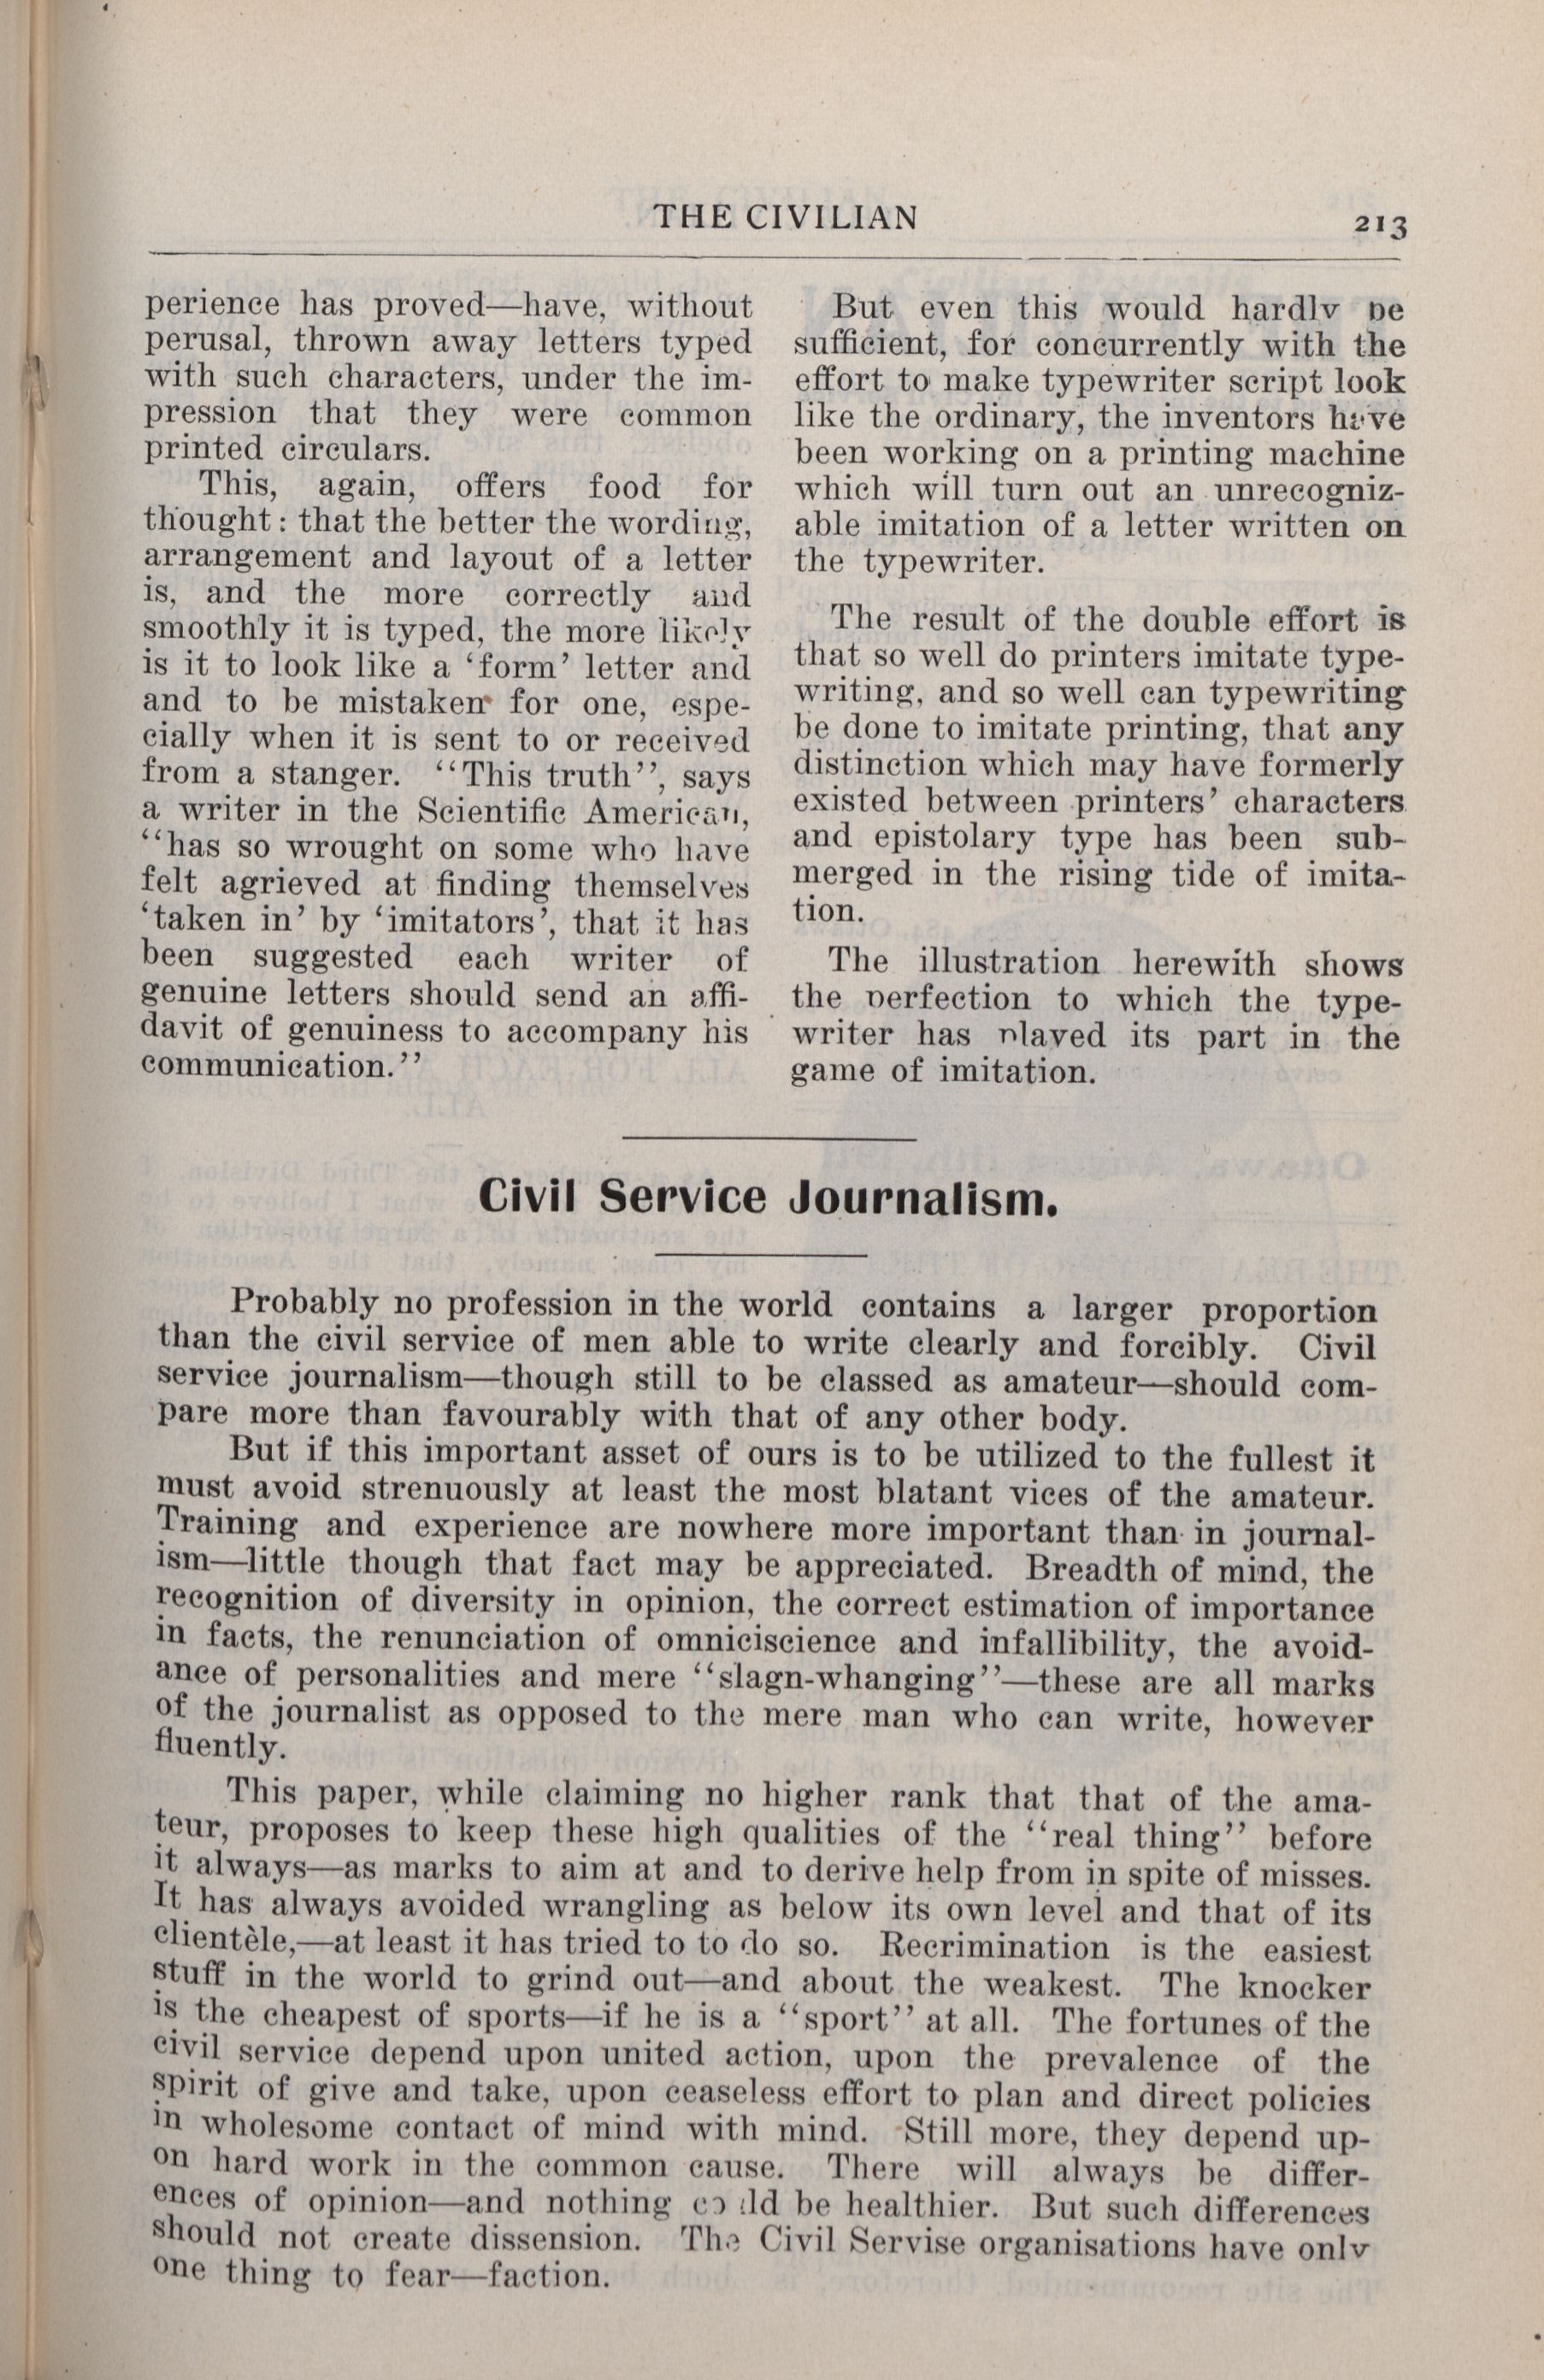 THE CIVILIAN
213
perience has proved—have, without
perusal, thrown away letters typed
with such characters, under the im-
pression that they were common
printed circulars.
This, again, offers food for
thought: that the better the wording,
arrangement and layout of a letter
is, and the more correctly and
smoothly it is typed, the more likely
is it to look like a ‘form’ letter and
and to be mistaken for one, espe-
cially when it is sent to or received
from a stanger. “This truth”, says
a writer in the Scientific American,
“has so wrought on some who have
felt agrieved at finding themselves
‘taken in’ by ‘imitators’, that it has
been suggested each writer of
genuine letters should send an affi-
davit of genuiness to accompany his
communication.”
But even this would hardly be
sufficient, for concurrently with the
effort to make typewriter script look
like the ordinary, the inventors have
been working on a printing machine
which will turn out an unrecogniz-
able imitation of a letter written on
the typewriter.
The result of the double effort is
that so well do printers imitate type-
writing, and so well can typewriting
be done to imitate printing, that any
distinction which may have formerly
existed between printers’ characters
and epistolary type has been sub-
merged in the rising tide of imita-
tion.
The illustration herewith shows
the perfection to which the type-
writer has played its part in the
game of imitation.
Civil Service Journalism.
Probably no profession in the world contains a larger proportion
than the civil service of men able to write clearly and forcibly. Civil
service journalism—though still to be classed as amateur—should com-
pare more than favourably with that of any other body.
But if this important asset of ours is to be utilized to the fullest it
must avoid strenuously at least the most blatant vices of the amateur.
Training and experience are nowhere more important than in journal-
ism—little though that fact may be appreciated. Breadth of mind, the
recognition of diversity in opinion, the correct estimation of importance
in facts, the renunciation of omniciscience and infallibility, the avoid-
ance of personalities and mere “slagn-whanging”—these are all marks
of the journalist as opposed to the mere man who can write, however
fluently.
This paper, while claiming no higher rank that that of the ama-
teur, proposes to keep these high qualities of the “real thing” before
it always—as marks to aim at and to derive help from in spite of misses.
It has always avoided wrangling as below its own level and that of its
clientèle,—at least it has tried to to do so. Recrimination is the easiest
stuff in the world to grind out—and about the weakest. The knocker
is the cheapest of sports—if he is a “sport” at all. The fortunes of the
civil service depend upon united action, upon the prevalence of the
spirit of give and take, upon ceaseless effort to plan and direct policies
in wholesome contact of mind with mind. Still more, they depend up-
on hard work in the common cause. There will always be differ-
ences of opinion—and nothing could be healthier. But such differences
should not create dissension. The Civil Servise organisations have only
one thing to fear—faction.